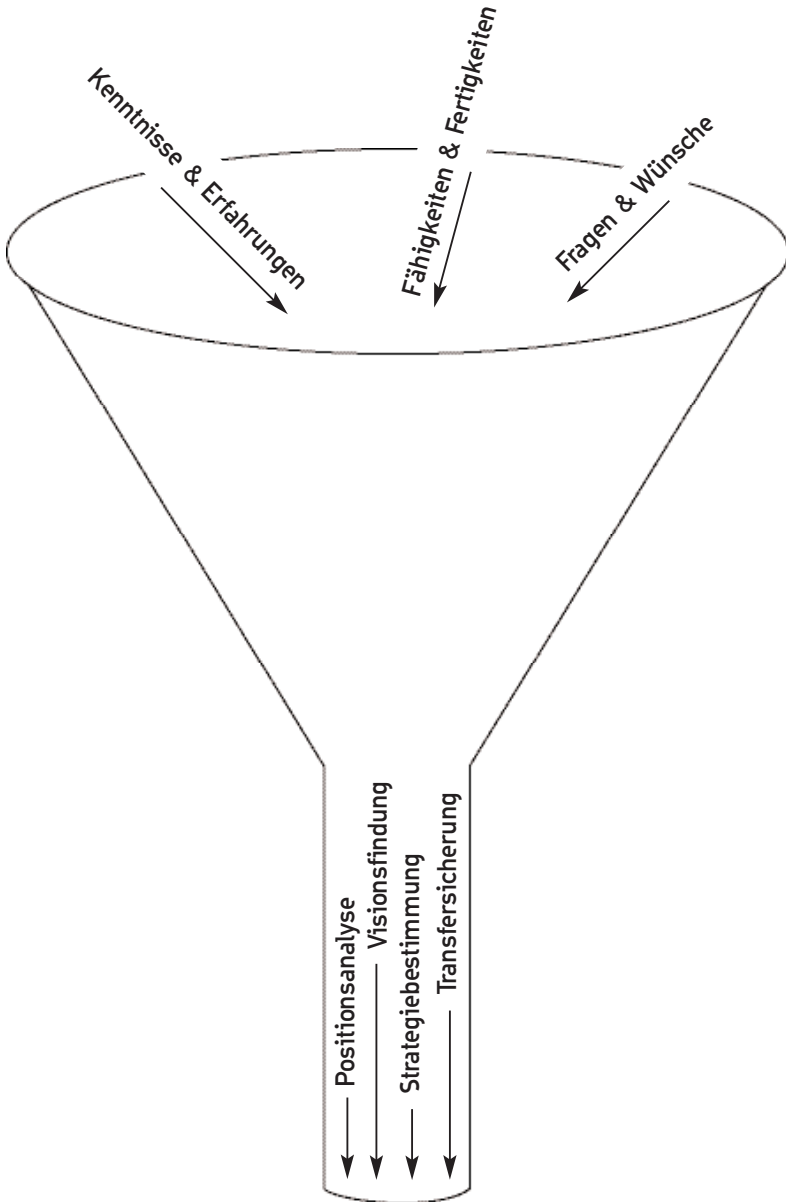 Kenntnisse & Erfahrungen
Fähigkeiten & Fertigkeiten
Fragen & Wünsche
Positionsanalyse
Visionsfindung
Strategiebestimmung
Transfersicherung